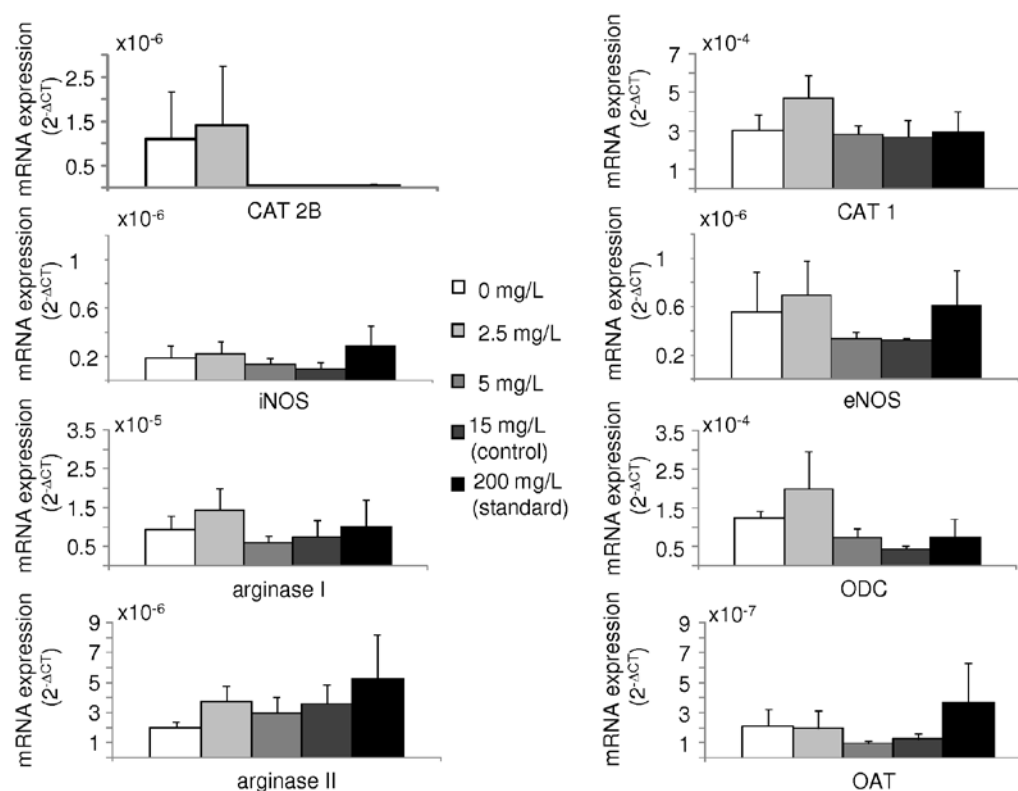 x10-6
mRNA expression
(2-ΔCT)
2.5
1.5
0.5
CAT 2B
x10-4
mRNA expression
(2-ΔCT)
7
5
3
1
CAT 1
x10-6
mRNA expression
(2-ΔCT)
1
0.6
0.2
iNOS
x10-6
mRNA expression
(2-ΔCT)
1
0.6
0.2
eNOS
0 mg/L
2.5 mg/L
5 mg/L
15 mg/L
(control)
200 mg/L
(standard)
x10-5
mRNA expression
(2-ΔCT)
3.5
2.5
1.5
0.5
arginase I
x10-4
mRNA expression
(2-ΔCT)
3.5
2.5
1.5
0.5
ODC
x10-6
mRNA expression
(2-ΔCT)
9
7
5
3
1
arginase II
x10-7
mRNA expression
(2-ΔCT)
9
7
5
3
1
OAT